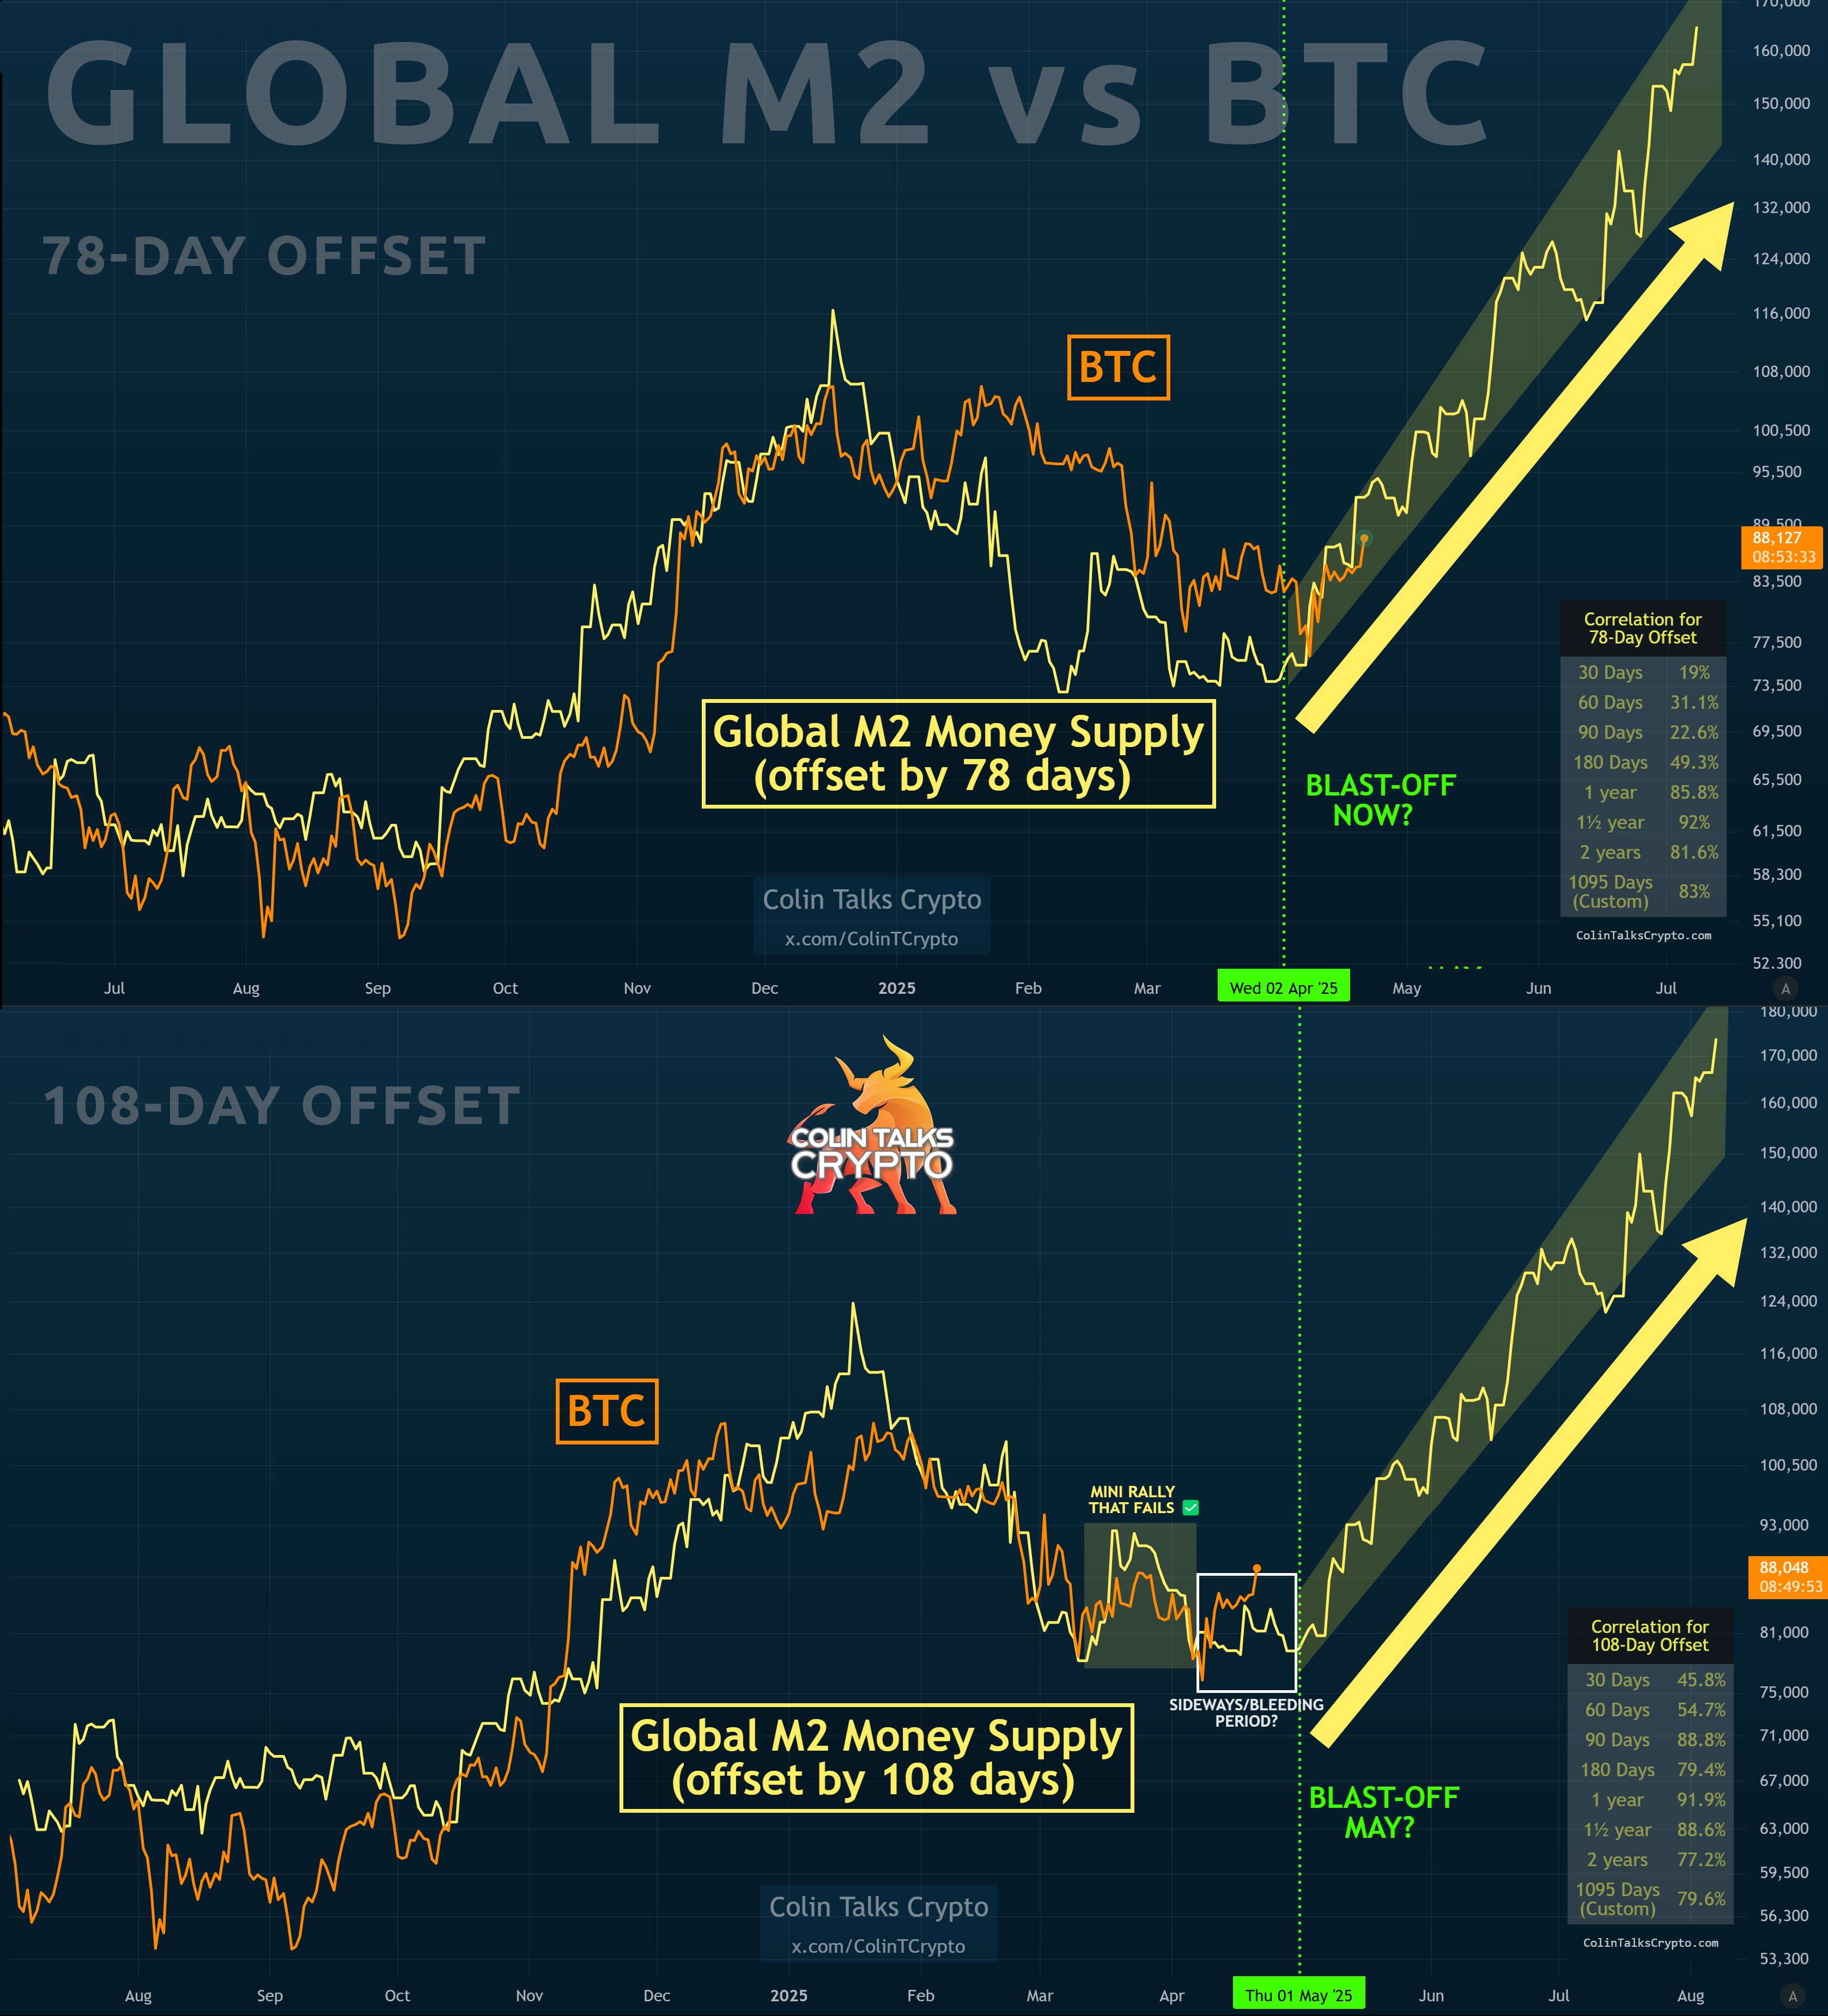 GLOBAL M2 vs BTC
78-DAY OFFSET
BTC
Global M2 Money Supply
(offset by 78 days)
BLAST-OFF
NOW?
Colin Talks Crypto
x.com/ColinTCrypto
170,000
160,000
150,000
140,000
132,000
124,000
116,000
108,000
100,500
95,500
89,500
88,127
08:53:33
83,500
77,500
73,500
69,500
65,500
61,500
58,300
55,100
52,300
Correlation for
78-Day Offset
30 Days 19%
60 Days 31.1%
90 Days 22.6%
180 Days 49.3%
1 year 85.8%
1½ year 92%
2 years 81.6%
1095 Days
(Custom) 83%
ColinTalksCrypto.com
Jul Aug Sep Oct Nov Dec 2025 Feb Mar Wed 02 Apr '25 May Jun Jul A
108-DAY OFFSET
COLIN TALKS
CRYPTO
BTC
MINI RALLY
THAT FAILS ✅
SIDEWAYS/BLEEDING
PERIOD?
Global M2 Money Supply
(offset by 108 days)
BLAST-OFF
MAY?
Colin Talks Crypto
x.com/ColinTCrypto
180,000
170,000
160,000
150,000
140,000
132,000
124,000
116,000
108,000
100,500
93,000
88,048
08:49:53
81,000
75,000
71,000
67,000
63,000
59,500
56,300
53,300
Correlation for
108-Day Offset
30 Days 45.8%
60 Days 54.7%
90 Days 88.8%
180 Days 79.4%
1 year 91.9%
1½ year 88.6%
2 years 77.2%
1095 Days
(Custom) 79.6%
ColinTalksCrypto.com
Aug Sep Oct Nov Dec 2025 Feb Mar Apr Thu 01 May '25 Jun Jul Aug A